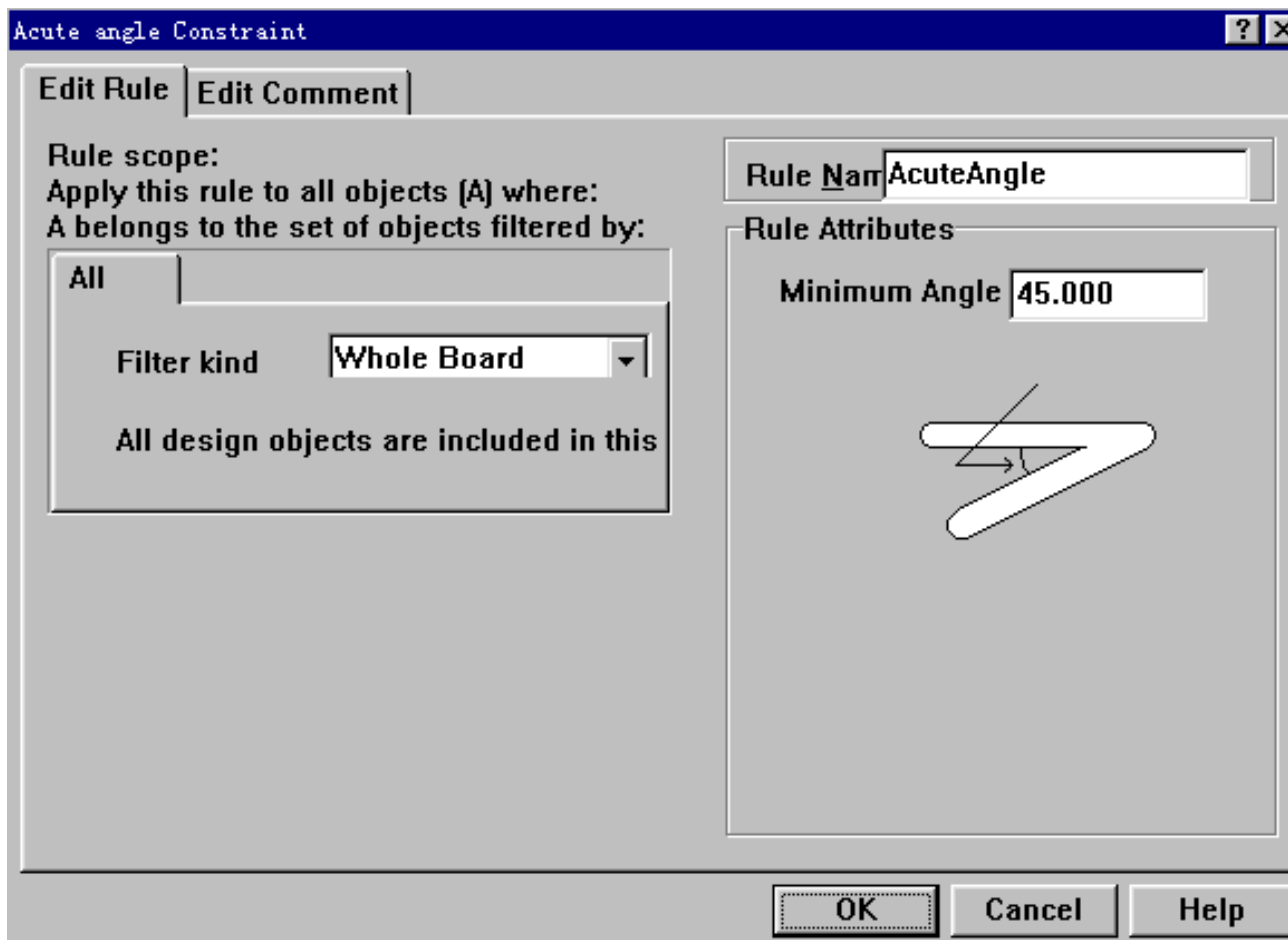 Acute angle Constraint
Edit Rule
Edit Comment
Rule scope:
Apply this rule to all objects (A) where:
A belongs to the set of objects filtered by:
All
Filter kind
Whole Board
All design objects are included in this
Rule Nam
AcuteAngle
Rule Attributes
Minimum Angle
45.000
OK
Cancel
Help